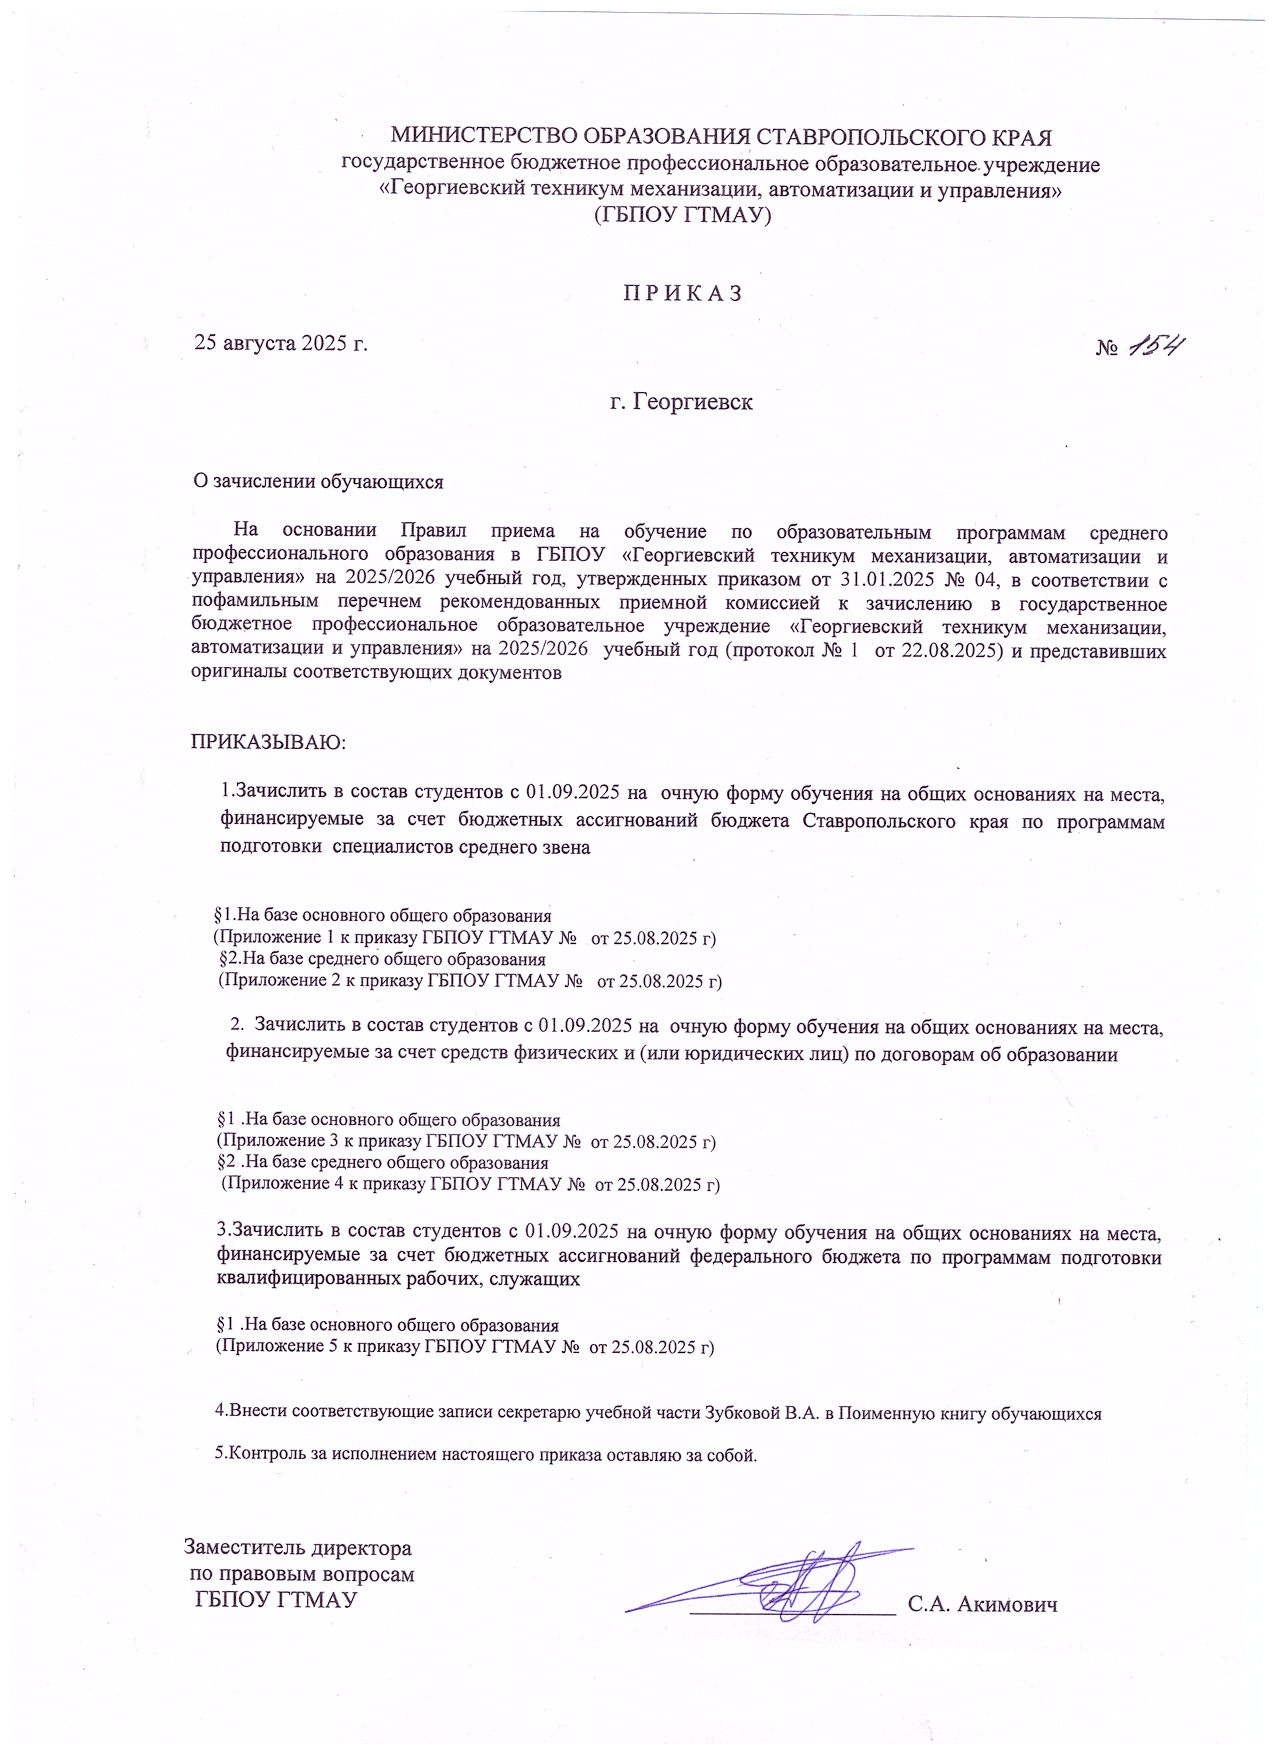 МИНИСТЕРСТВО ОБРАЗОВАНИЯ СТАВРОПОЛЬСКОГО КРАЯ
государственное бюджетное профессиональное образовательное учреждение
«Георгиевский техникум механизации, автоматизации и управления»
(ГБПОУ ГТМАУ)
П Р И К А З
25 августа 2025 г.
№ 154
г. Георгиевск
О зачислении обучающихся
На основании Правил приема на обучение по образовательным программам среднего
профессионального образования в ГБПОУ «Георгиевский техникум механизации, автоматизации и
управления» на 2025/2026 учебный год, утвержденных приказом от 31.01.2025 № 04, в соответствии с
пофамильным перечнем рекомендованных приемной комиссией к зачислению в государственное
бюджетное профессиональное образовательное учреждение «Георгиевский техникум механизации,
автоматизации и управления» на 2025/2026 учебный год (протокол № 1 от 22.08.2025) и представивших
оригиналы соответствующих документов
ПРИКАЗЫВАЮ:
1.Зачислить в состав студентов с 01.09.2025 на очную форму обучения на общих основаниях на места,
финансируемые за счет бюджетных ассигнований бюджета Ставропольского края по программам
подготовки специалистов среднего звена
§1.На базе основного общего образования
(Приложение 1 к приказу ГБПОУ ГТМАУ № от 25.08.2025 г)
§2.На базе среднего общего образования
(Приложение 2 к приказу ГБПОУ ГТМАУ № от 25.08.2025 г)
2. Зачислить в состав студентов с 01.09.2025 на очную форму обучения на общих основаниях на места,
финансируемые за счет средств физических и (или юридических лиц) по договорам об образовании
§1 .На базе основного общего образования
(Приложение 3 к приказу ГБПОУ ГТМАУ № от 25.08.2025 г)
§2 .На базе среднего общего образования
(Приложение 4 к приказу ГБПОУ ГТМАУ № от 25.08.2025 г)
3.Зачислить в состав студентов с 01.09.2025 на очную форму обучения на общих основаниях на места,
финансируемые за счет бюджетных ассигнований федерального бюджета по программам подготовки
квалифицированных рабочих, служащих
§1 .На базе основного общего образования
(Приложение 5 к приказу ГБПОУ ГТМАУ № от 25.08.2025 г)
4.Внести соответствующие записи секретарю учебной части Зубковой В.А. в Поименную книгу обучающихся
5.Контроль за исполнением настоящего приказа оставляю за собой.
Заместитель директора
по правовым вопросам
ГБПОУ ГТМАУ
С.А. Акимович